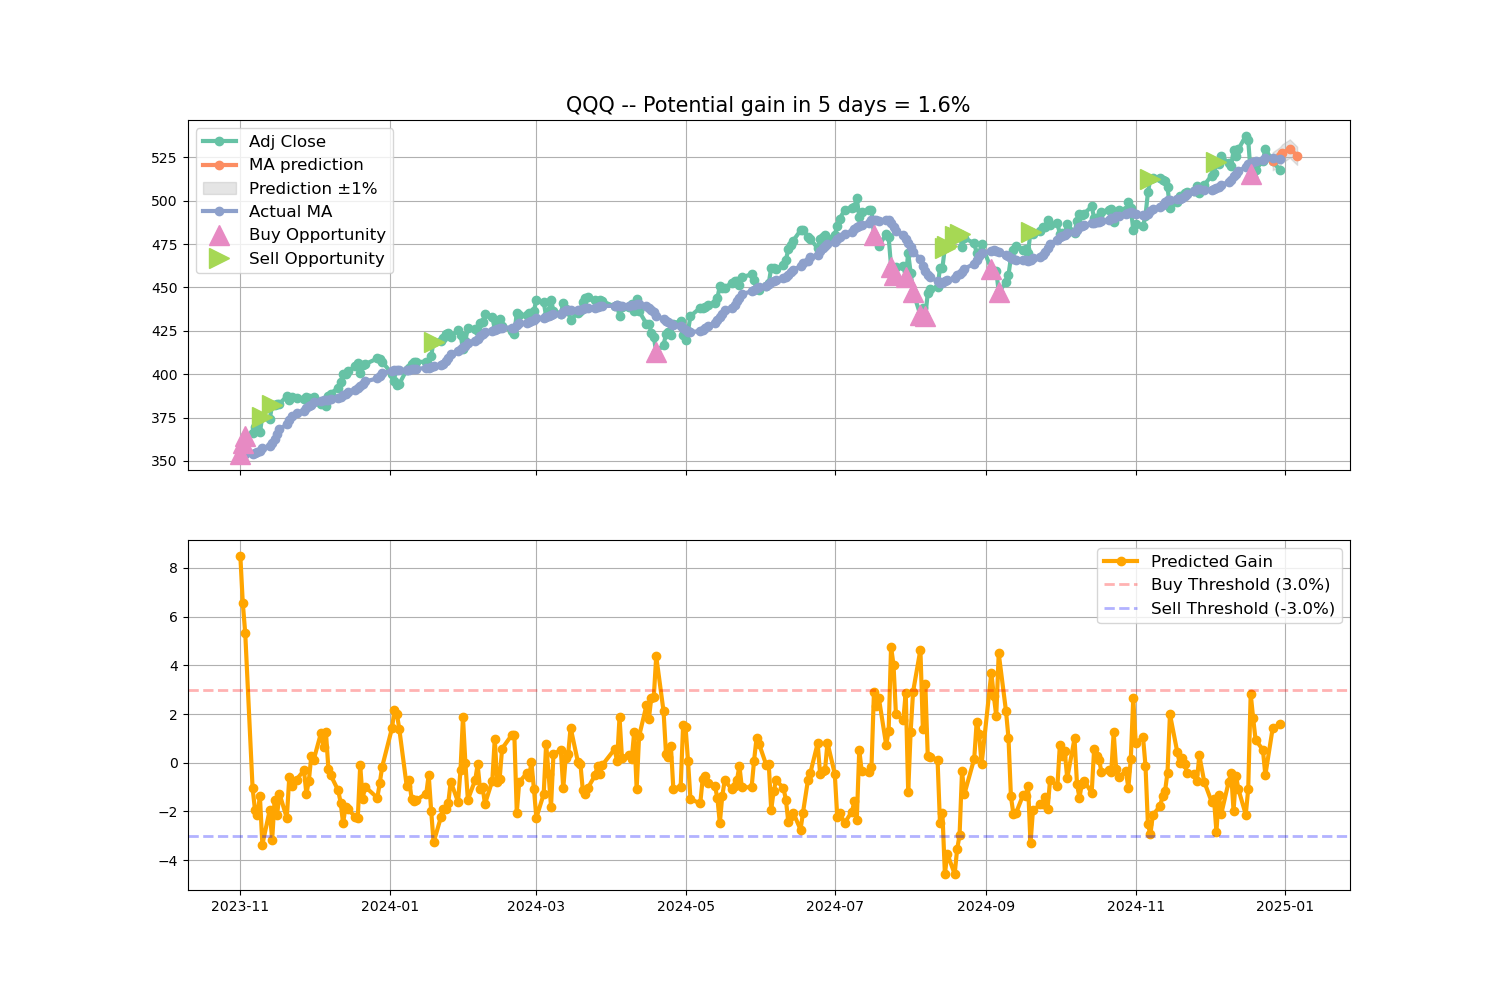 QQQ -- Potential gain in 5 days = 1.6%
Adj Close
MA prediction
Prediction ±1%
Actual MA
Buy Opportunity
Sell Opportunity
525
500
475
450
425
400
375
350
Predicted Gain
Buy Threshold (3.0%)
Sell Threshold (-3.0%)
8
6
4
2
0
−2
−4
2023-11
2024-01
2024-03
2024-05
2024-07
2024-09
2024-11
2025-01